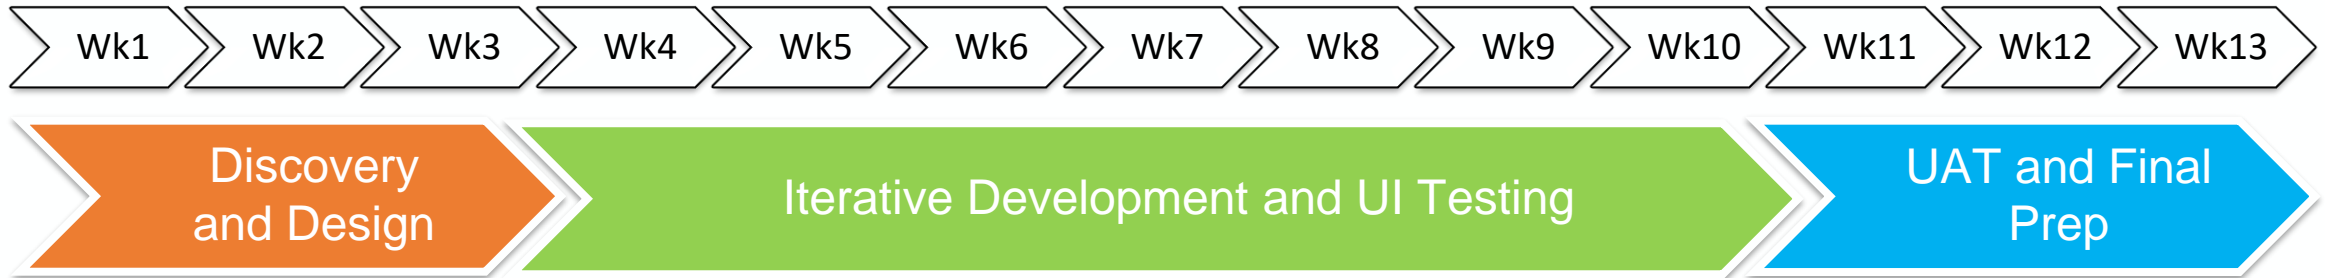 Wk1 Wk2 Wk3 Wk4 Wk5 Wk6 Wk7 Wk8 Wk9 Wk10 Wk11 Wk12 Wk13
Discovery
and Design
Iterative Development and UI Testing
UAT and Final
Prep